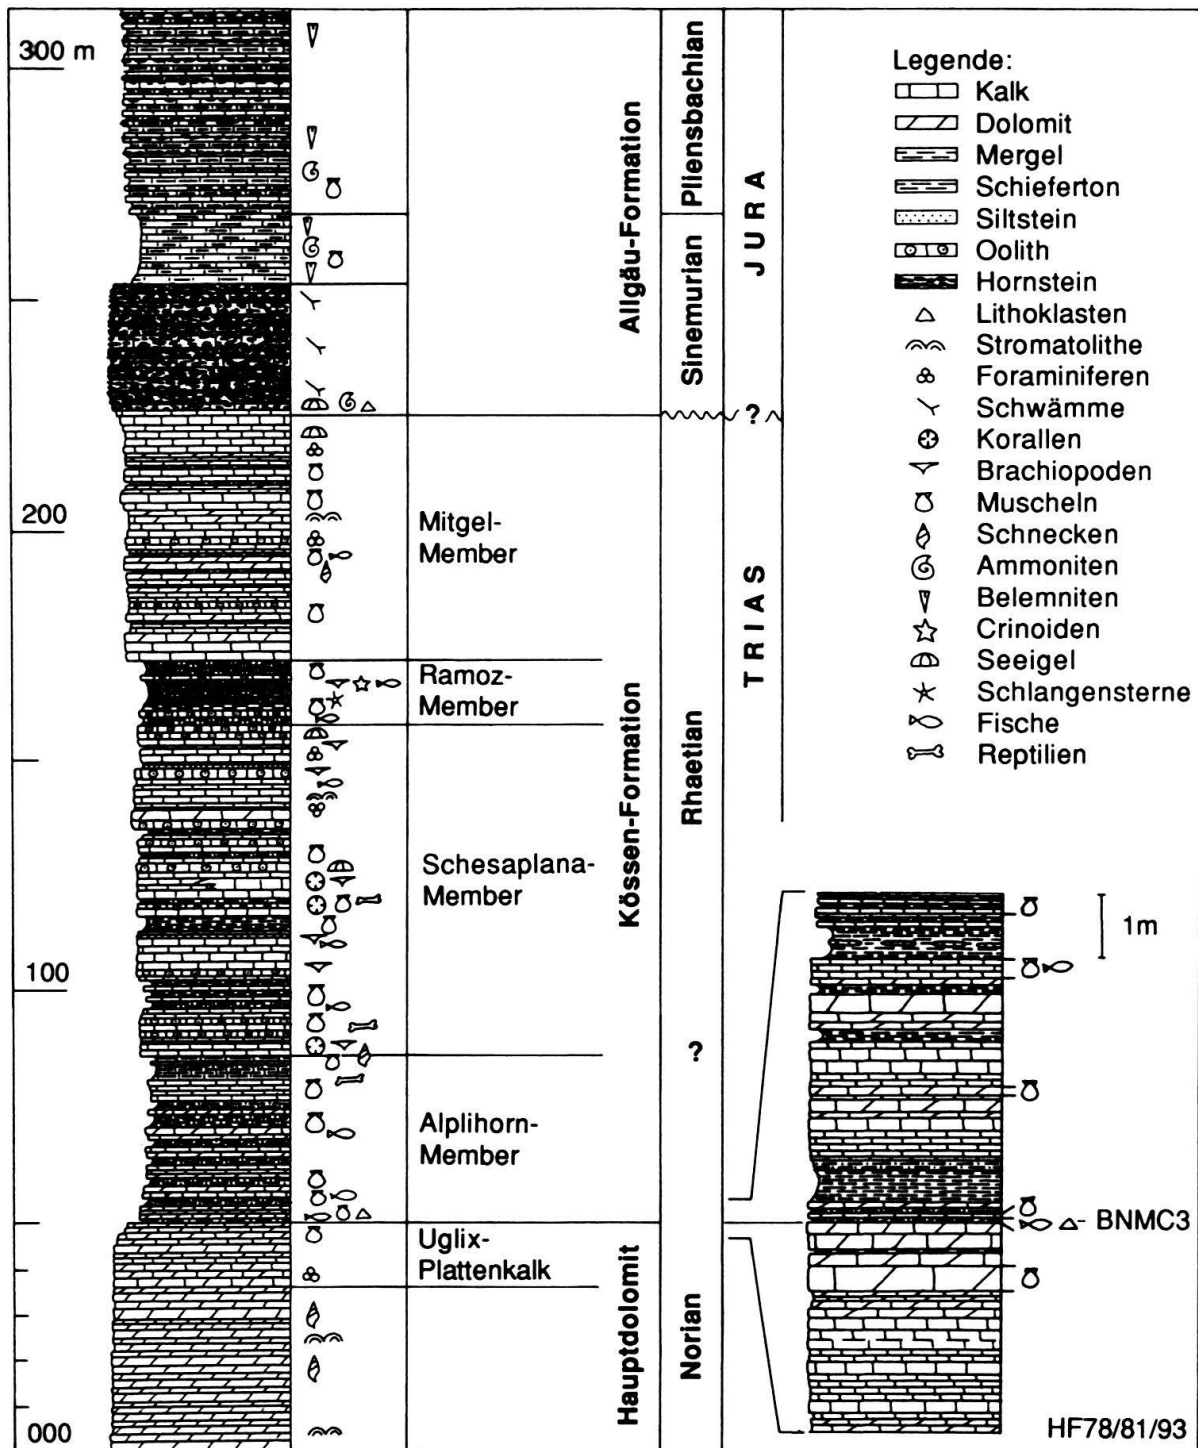 300 m
200
100
000
Mitgel-
Member
Ramoz-
Member
Schesaplana-
Member
Alplihorn-
Member
Uglix-
Plattenkalk
Allgäu-Formation
Kössen-Formation
Hauptdolomit
Pliensbachian
Sinemurian
Rhaetian
?
Norian
JURA
?
TRIAS
Legende:
Kalk
Dolomit
Mergel
Schieferton
Siltstein
Oolith
Hornstein
Lithoklasten
Stromatolithe
Foraminiferen
Schwämme
Korallen
Brachiopoden
Muscheln
Schnecken
Ammoniten
Belemniten
Crinoiden
Seeigel
Schlangensterne
Fische
Reptilien
1m
BNMC3
HF78/81/93